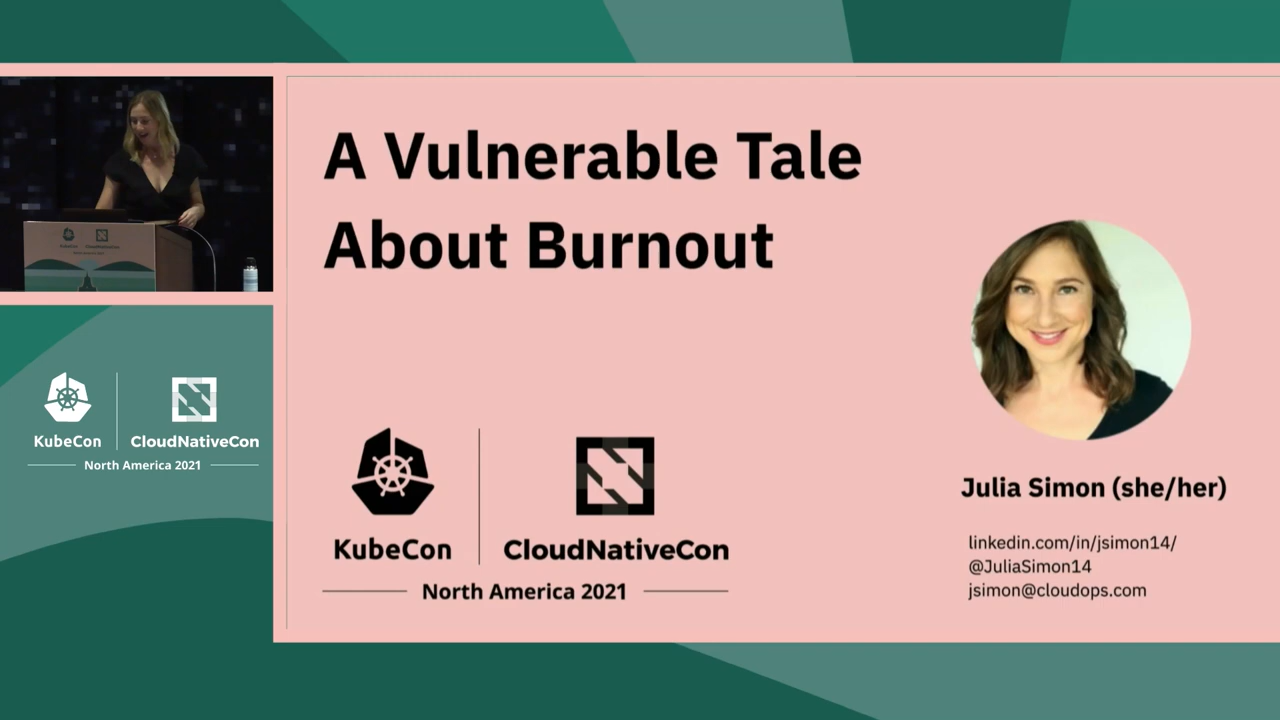 A Vulnerable Tale
About Burnout
KubeCon
CloudNativeCon
North America 2021
Julia Simon (she/her)
linkedin.com/in/jsimon14/
@JuliaSimon14
jsimon@cloudops.com
KubeCon
CloudNativeCon
North America 2021